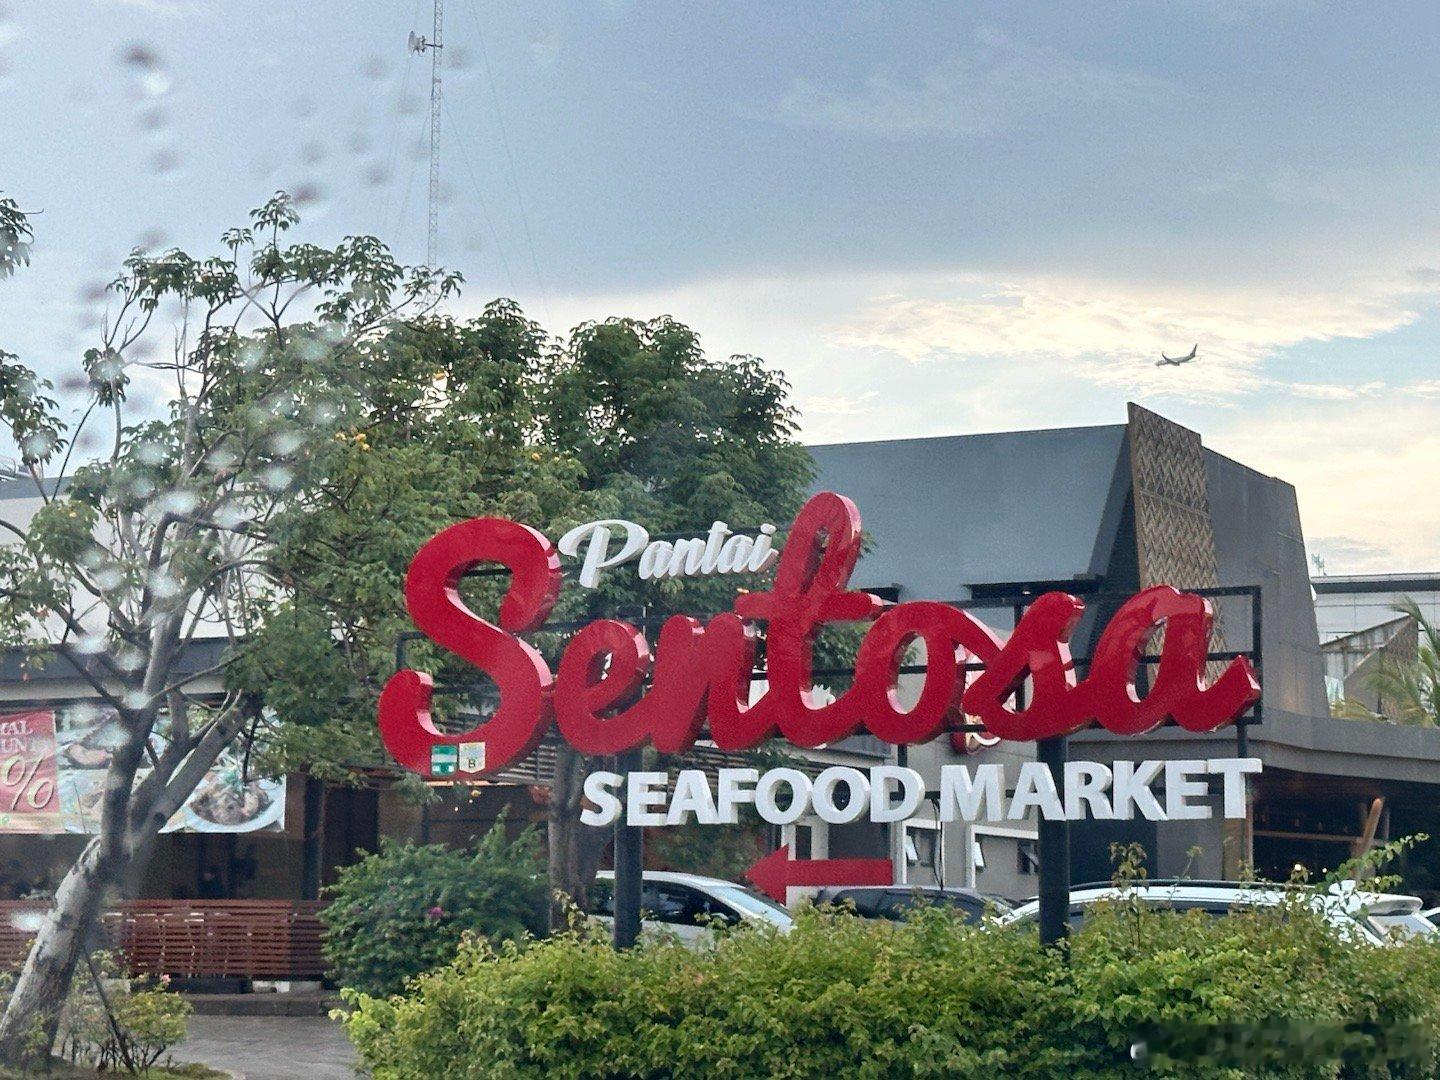 Pantai
Sentosa
SEAFOOD MARKET
%
B